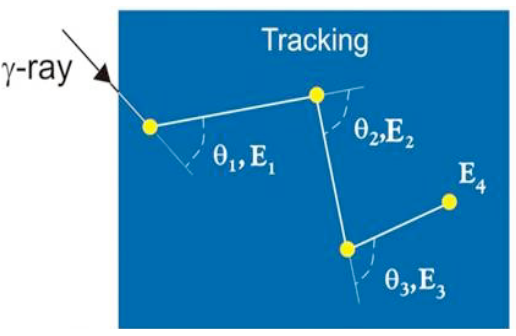 Tracking
γ-ray
θ₁, E₁
θ₂,E₂
E₄
θ₃,E₃